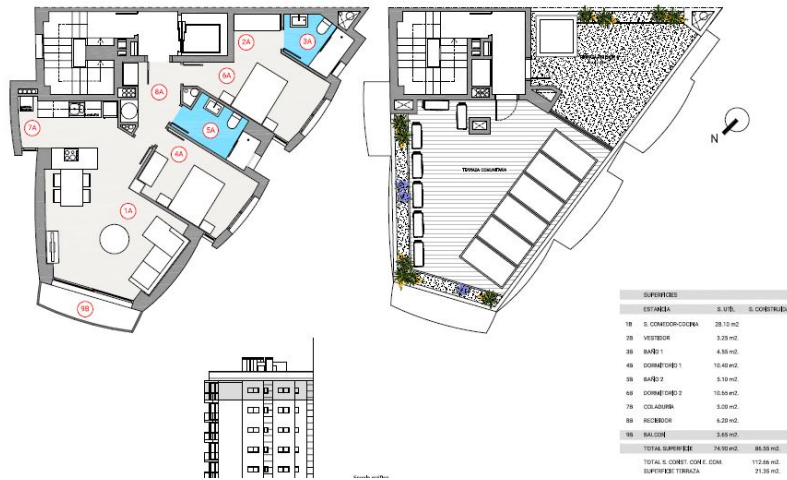 2A
3A
6A
8A
5A
7A
4A
1A
9B
TERRAZA COMUNITARIA
N
SUPERFICIES
ESTANCIA S. ÚTIL S. CONSTRUIDA
1B S. COMEDOR-COCINA 28.10 m2
2B VESTIDOR 3.25 m2.
3B BAÑO 1 4.55 m2.
4B DORMITORIO 1 10.40 m2.
5B BAÑO 2 5.10 m2.
6B DORMITORIO 2 10.65 m2.
7B COLADURÍA 3.00 m2.
8B RECIBIDOR 6.20 m2.
9B BALCON 3.65 m2.
TOTAL SUPERFICIE 74.90 m2. 86.55 m2.
TOTAL S. CONST. CON E. COM. 112.66 m2.
SUPERFICIE TERRAZA 21.35 m2.
Escala gráfica